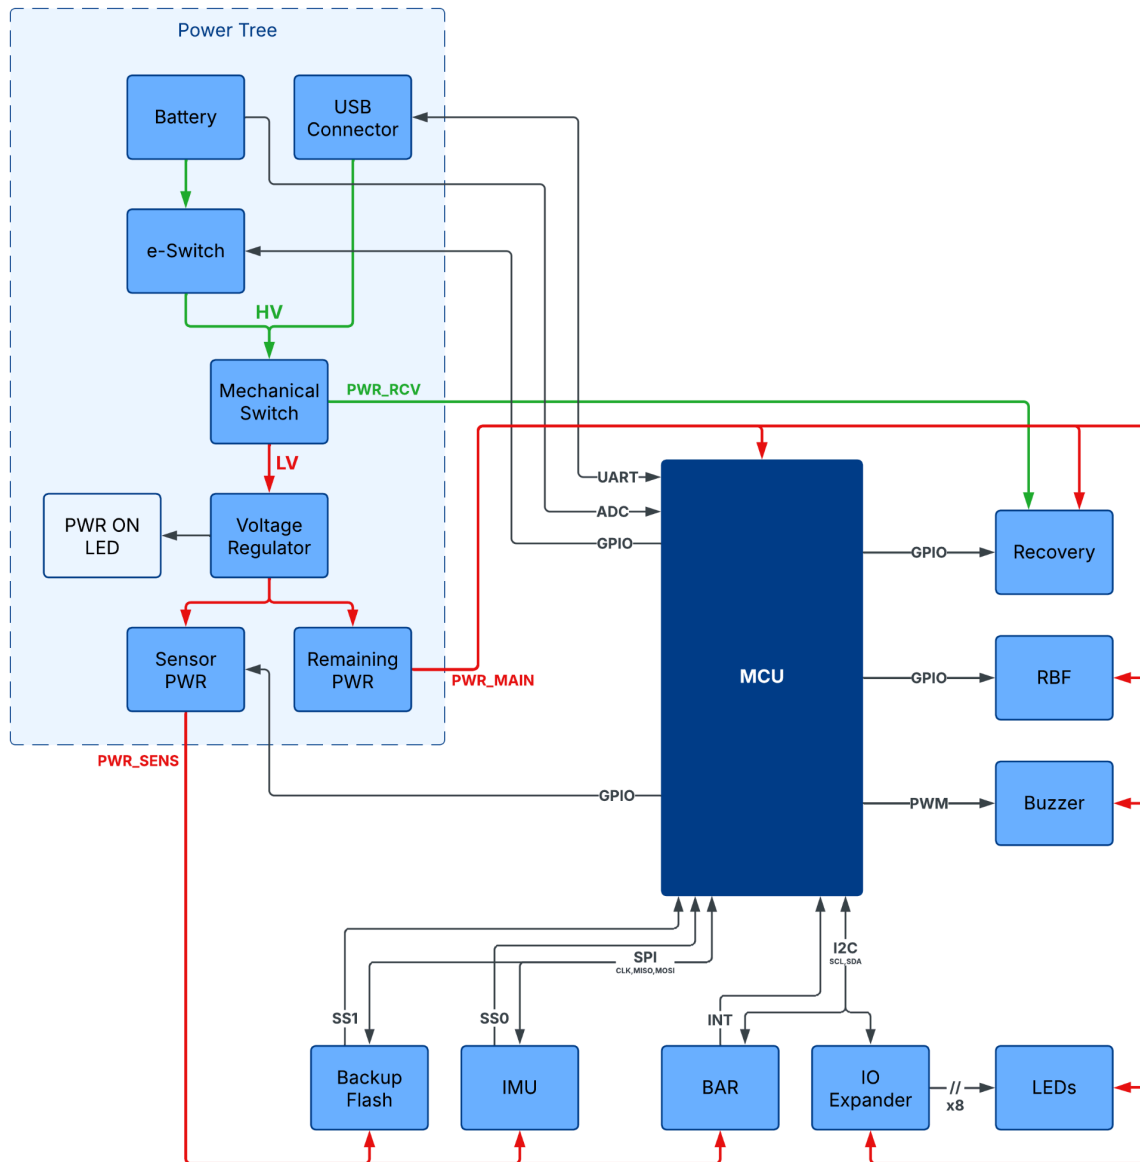 Power Tree
Battery
USB
Connector
e-Switch
HV
Mechanical
Switch
PWR_RCV
LV
UART
PWR ON
LED
Voltage
Regulator
ADC
GPIO
GPIO
Recovery
Sensor
PWR
Remaining
PWR
PWR_MAIN
MCU
GPIO
RBF
PWR_SENS
GPIO
PWM
Buzzer
SPI
CLK,MISO,MOSI
I2C
SCL,SDA
SS1
SS0
INT
Backup
Flash
IMU
BAR
IO
Expander
//
x8
LEDs